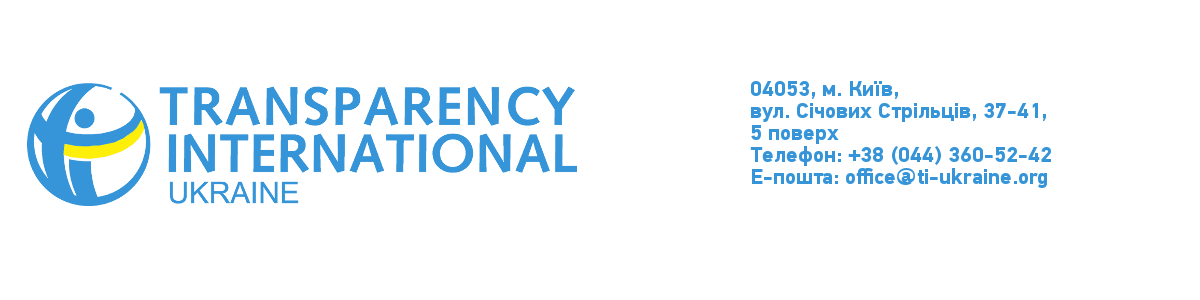 TRANSPARENCY
INTERNATIONAL
UKRAINE
04053, м. Київ,
вул. Січових Стрільців, 37-41,
5 поверх
Телефон: +38 (044) 360-52-42
Е-пошта: office@ti-ukraine.org